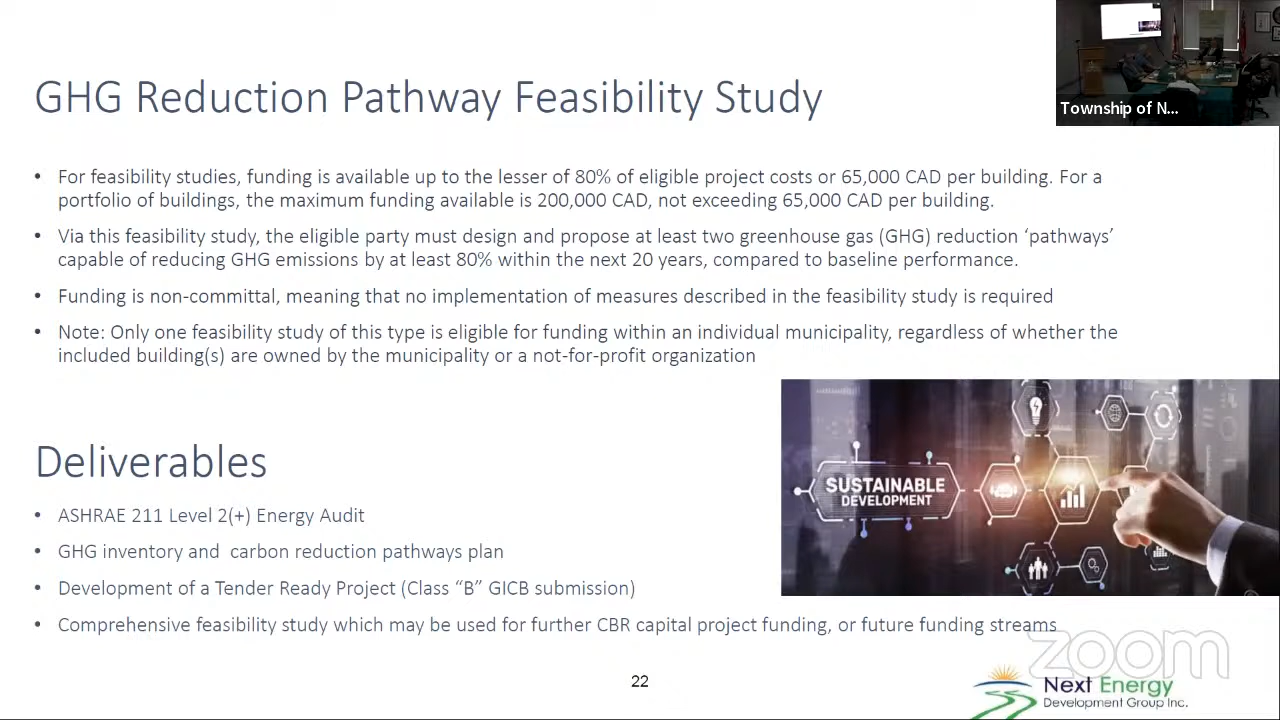 Township of N...
GHG Reduction Pathway Feasibility Study
• For feasibility studies, funding is available up to the lesser of 80% of eligible project costs or 65,000 CAD per building. For a
portfolio of buildings, the maximum funding available is 200,000 CAD, not exceeding 65,000 CAD per building.
• Via this feasibility study, the eligible party must design and propose at least two greenhouse gas (GHG) reduction ‘pathways’
capable of reducing GHG emissions by at least 80% within the next 20 years, compared to baseline performance.
• Funding is non-committal, meaning that no implementation of measures described in the feasibility study is required
• Note: Only one feasibility study of this type is eligible for funding within an individual municipality, regardless of whether the
included building(s) are owned by the municipality or a not-for-profit organization
SUSTAINABLE
DEVELOPMENT
Deliverables
• ASHRAE 211 Level 2(+) Energy Audit
• GHG inventory and  carbon reduction pathways plan
• Development of a Tender Ready Project (Class “B” GICB submission)
• Comprehensive feasibility study which may be used for further CBR capital project funding, or future funding streams
zoom
22
Next Energy
Development Group Inc.